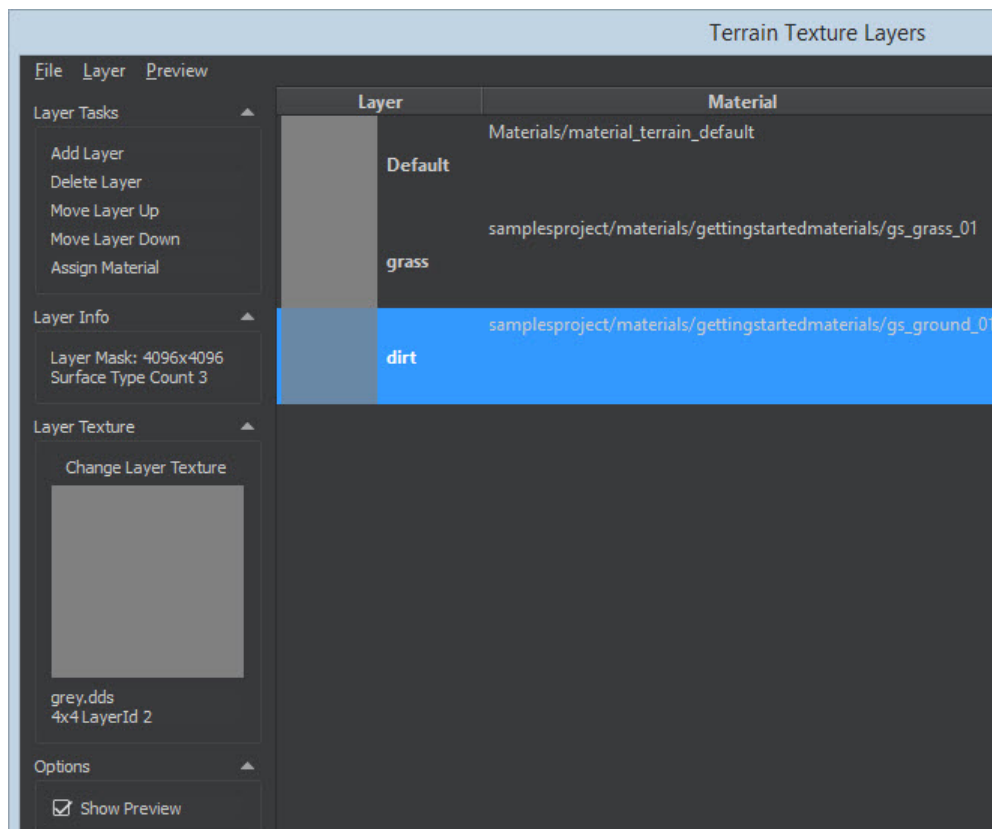 Terrain Texture Layers
File Layer Preview
Layer Tasks
Add Layer
Delete Layer
Move Layer Up
Move Layer Down
Assign Material
Layer Info
Layer Mask: 4096x4096
Surface Type Count 3
Layer Texture
Change Layer Texture
grey.dds
4x4 LayerId 2
Options
Show Preview
Layer Material
Materials/material_terrain_default
Default
samplesproject/materials/gettingstartedmaterials/gs_grass_01
grass
samplesproject/materials/gettingstartedmaterials/gs_ground_01
dirt